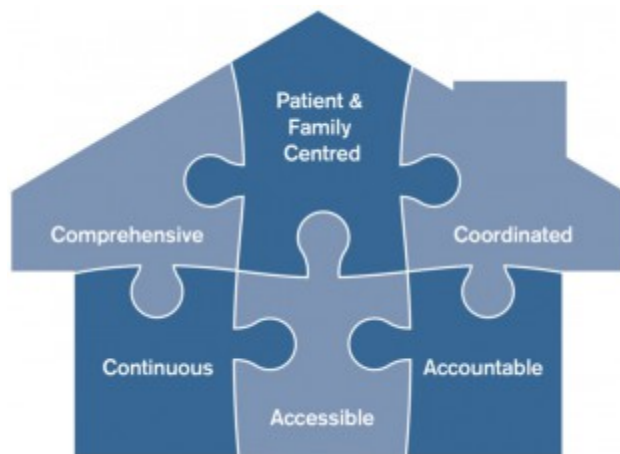 Patient &
Family
Centred
Comprehensive
Coordinated
Continuous
Accountable
Accessible